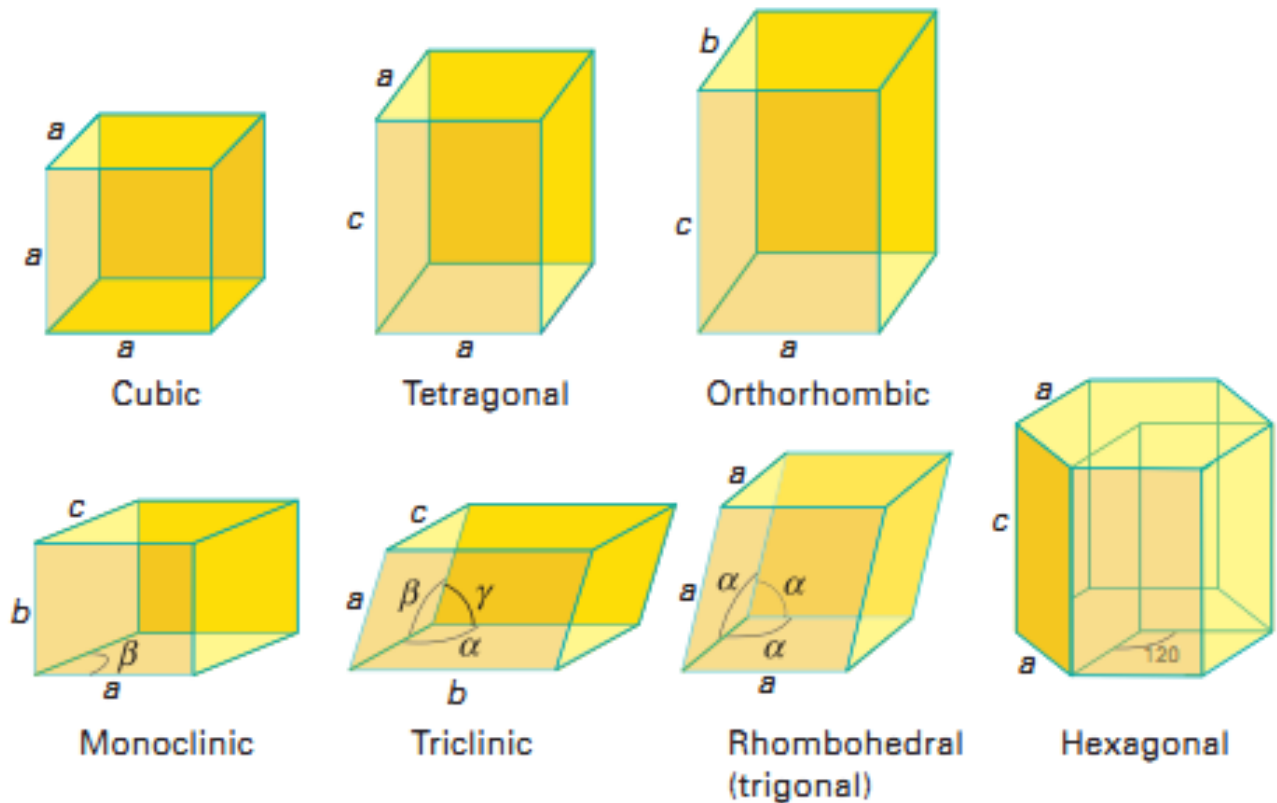 a
a
a
Cubic
a
c
a
Tetragonal
b
c
a
Orthorhombic
c
b
β
a
Monoclinic
c
a
β
γ
α
b
Triclinic
a
a
α
α
α
a
Rhombohedral
(trigonal)
a
c
a
120
Hexagonal